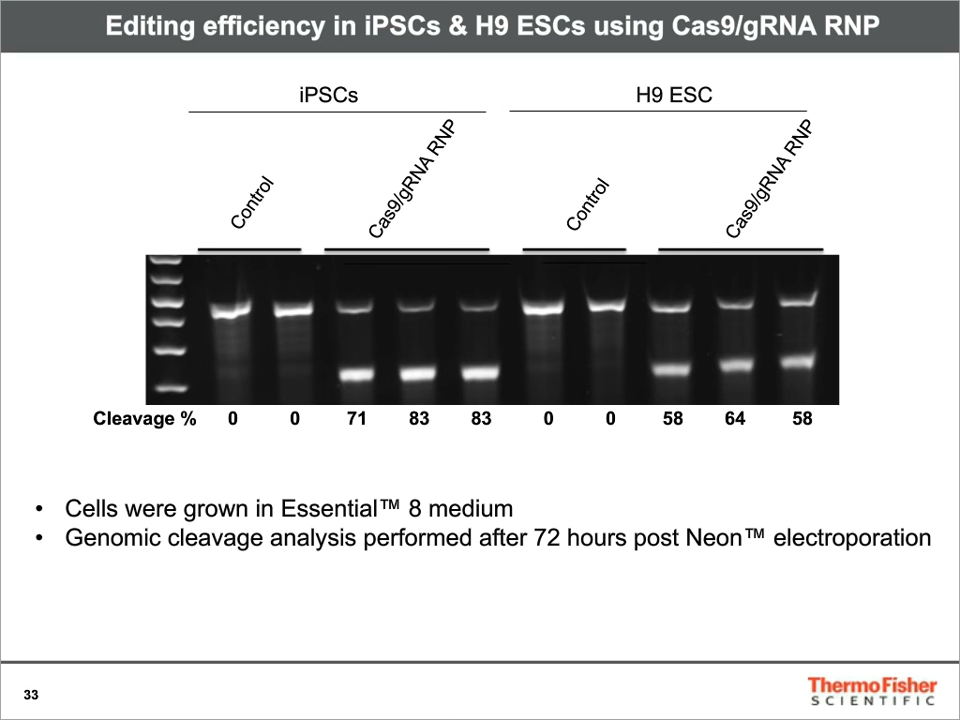 Editing efficiency in iPSCs & H9 ESCs using Cas9/gRNA RNP
iPSCs
H9 ESC
Control
Cas9/gRNA RNP
Control
Cas9/gRNA RNP
Cleavage % 0 0 71 83 83 0 0 58 64 58
• Cells were grown in Essential™ 8 medium
• Genomic cleavage analysis performed after 72 hours post Neon™ electroporation
33
ThermoFisher
SCIENTIFIC